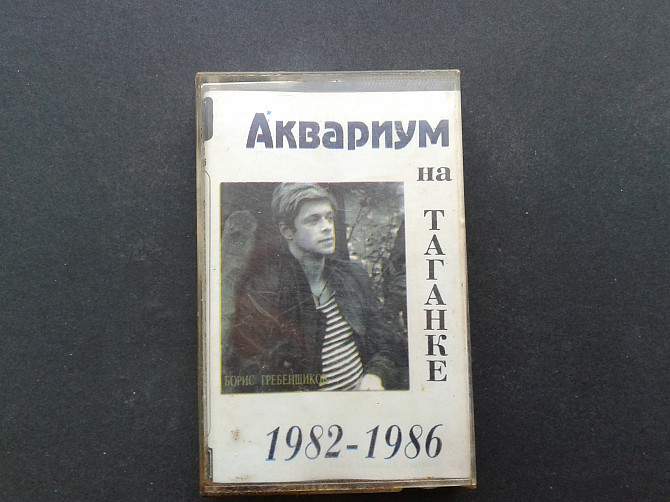 Аквариум
на
ТАГАНКЕ
БОРИС ГРЕБЕНЩИКОВ
1982-1986